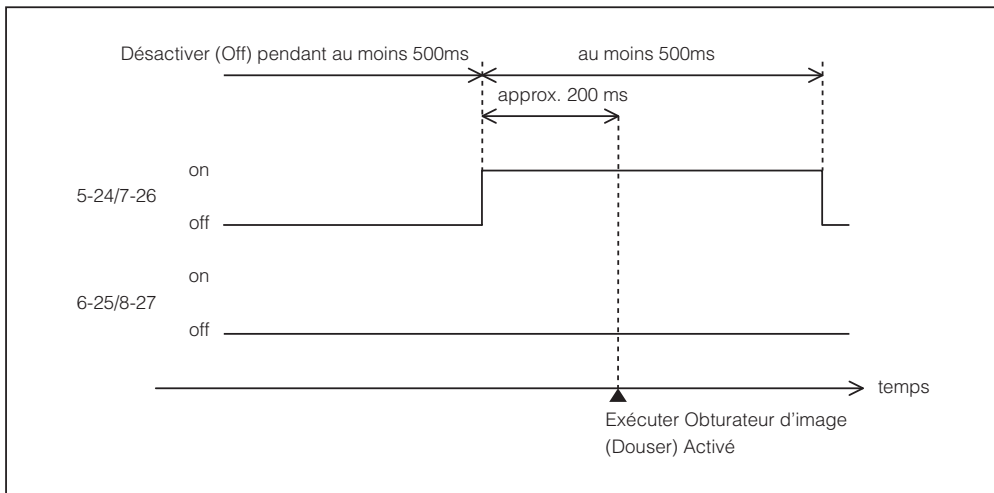 Désactiver (Off) pendant au moins 500ms
au moins 500ms
approx. 200 ms
on
5-24/7-26
off
on
6-25/8-27
off
temps
Exécuter Obturateur d'image
(Douser) Activé